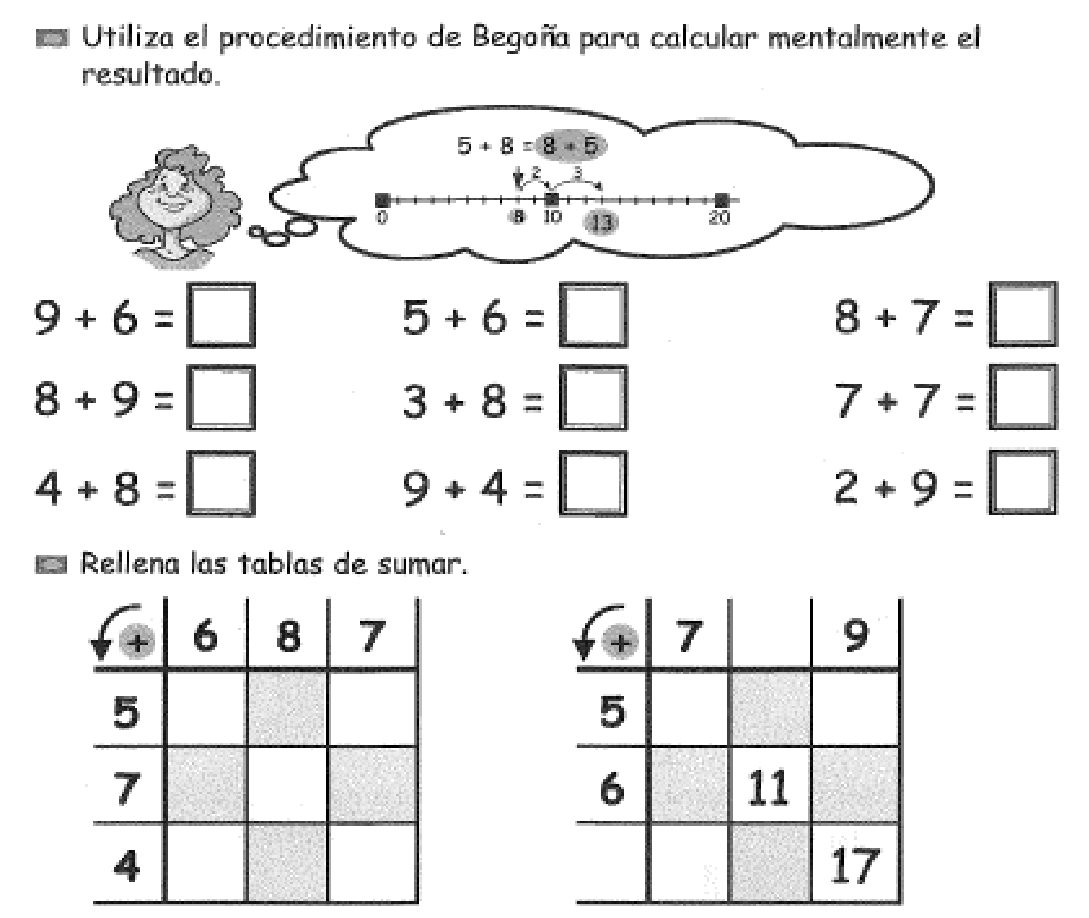 Utiliza el procedimiento de Begoña para calcular mentalmente el
resultado.
5 + 8 = 8 + 5
2 3
0 8 10 13 20
9 + 6 = 5 + 6 = 8 + 7 =
8 + 9 = 3 + 8 = 7 + 7 =
4 + 8 = 9 + 4 = 2 + 9 =
Rellena las tablas de sumar.
+ 6 8 7 + 7 9
5 5
7 6 11
4 17